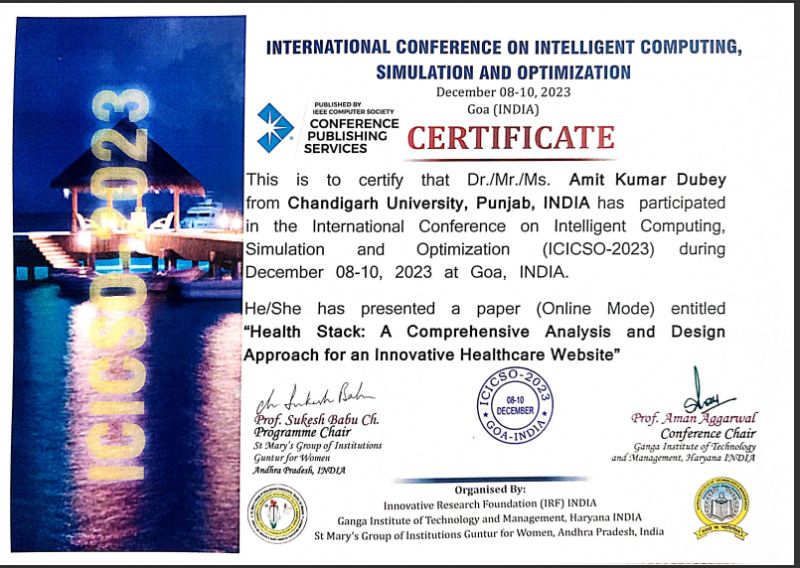 ICICSO-2023
INTERNATIONAL CONFERENCE ON INTELLIGENT COMPUTING,
SIMULATION AND OPTIMIZATION
December 08-10, 2023
Goa (INDIA)
PUBLISHED BY
IEEE COMPUTER SOCIETY
CONFERENCE
PUBLISHING
SERVICES
CERTIFICATE
This is to certify that Dr./Mr./Ms. Amit Kumar Dubey
from Chandigarh University, Punjab, INDIA has participated
in the International Conference on Intelligent Computing,
Simulation and Optimization (ICICSO-2023) during
December 08-10, 2023 at Goa, INDIA.
He/She has presented a paper (Online Mode) entitled
“Health Stack: A Comprehensive Analysis and Design
Approach for an Innovative Healthcare Website”
ch Sukesh Babu
Prof. Sukesh Babu Ch.
Programme Chair
St Mary's Group of Institutions
Guntur for Women
Andhra Pradesh, INDIA
ICICSO-2023
08-10
DECEMBER
GOA-INDIA
Prof. Aman Aggarwal
Conference Chair
Ganga Institute of Technology
and Management, Haryana INDIA
Organised By:
Innovative Research Foundation (IRF) INDIA
Ganga Institute of Technology and Management, Haryana INDIA
St Mary's Group of Institutions Guntur for Women, Andhra Pradesh, India